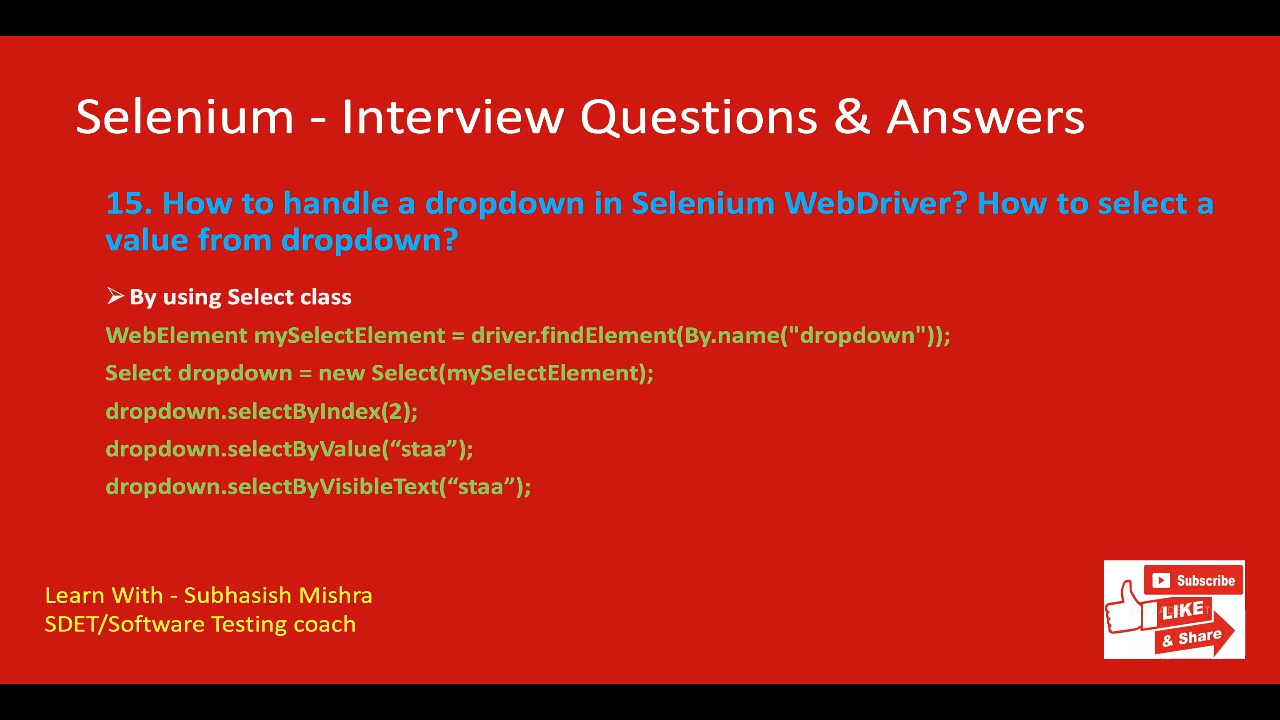 Selenium - Interview Questions & Answers
15. How to handle a dropdown in Selenium WebDriver? How to select a
value from dropdown?
➢ By using Select class
WebElement mySelectElement = driver.findElement(By.name("dropdown"));
Select dropdown = new Select(mySelectElement);
dropdown.selectByIndex(2);
dropdown.selectByValue(“staa”);
dropdown.selectByVisibleText(“staa”);
Learn With - Subhasish Mishra
SDET/Software Testing coach
Subscribe
LIKE
& Share